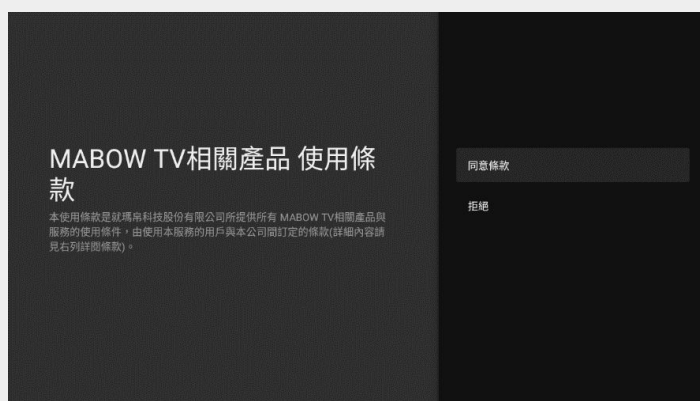 MABOW TV相關產品 使用條
款
本使用條款是就瑪帛科技股份有限公司所提供所有 MABOW TV相關產品與
服務的使用條件，由使用本服務的用戶與本公司間訂定的條款(詳細內容請
見右列詳閱條款)。
同意條款
拒絕